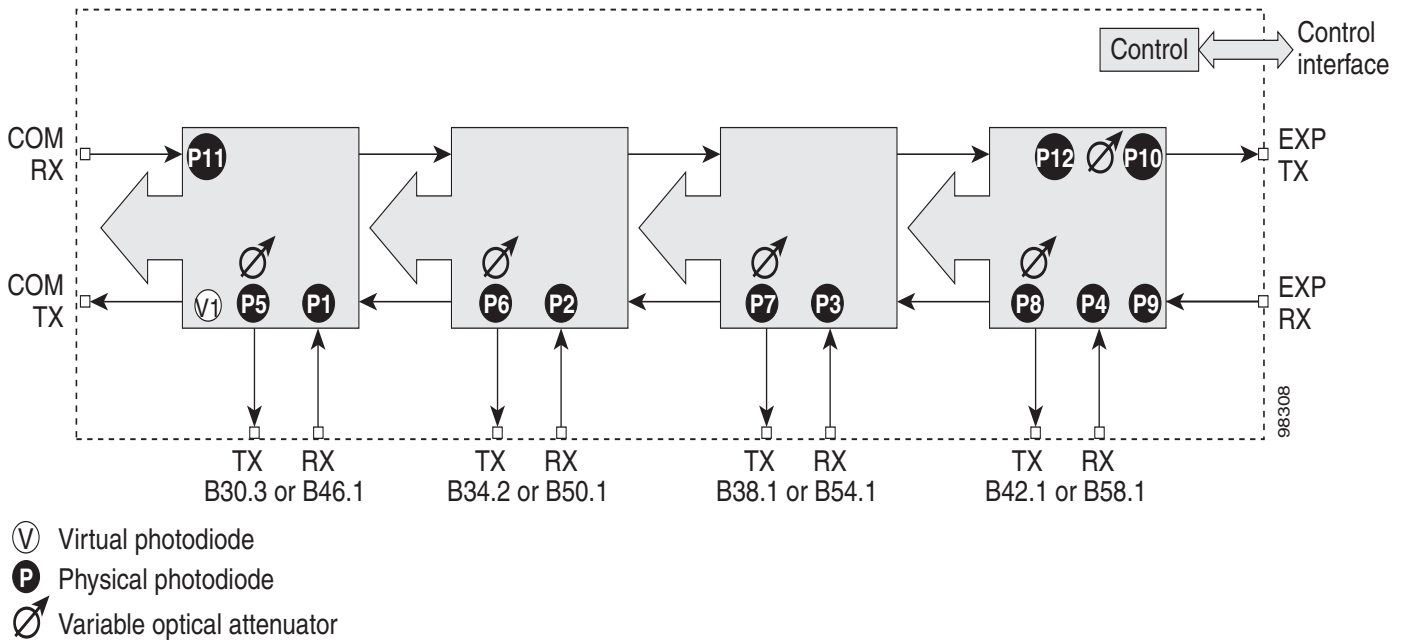 Control
Control
interface
COM
RX
P11
P12
P10
EXP
TX
COM
TX
V1
P5
P1
P6
P2
P7
P3
P8
P4
P9
EXP
RX
98308
TX RX
B30.3 or B46.1
TX RX
B34.2 or B50.1
TX RX
B38.1 or B54.1
TX RX
B42.1 or B58.1
V Virtual photodiode
P Physical photodiode
Variable optical attenuator